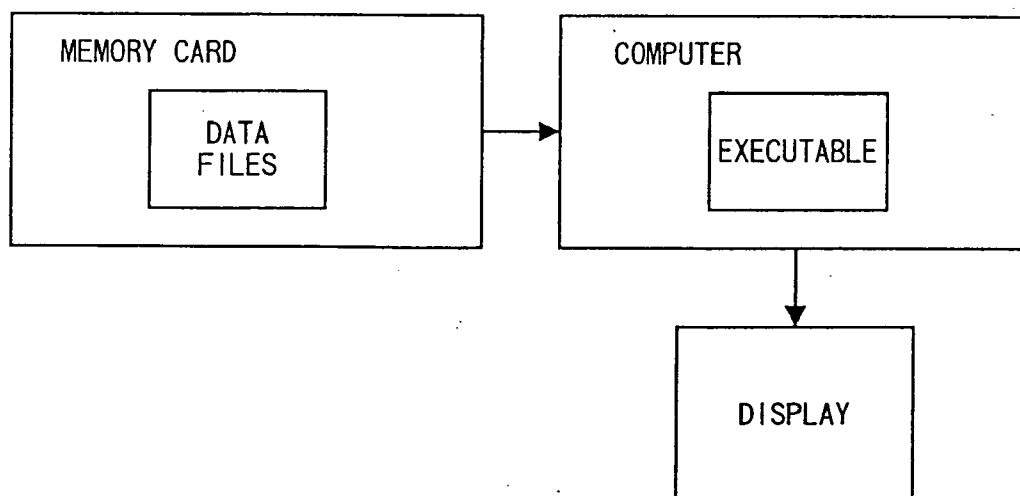 MEMORY CARD
DATA
FILES
COMPUTER
EXECUTABLE
DISPLAY